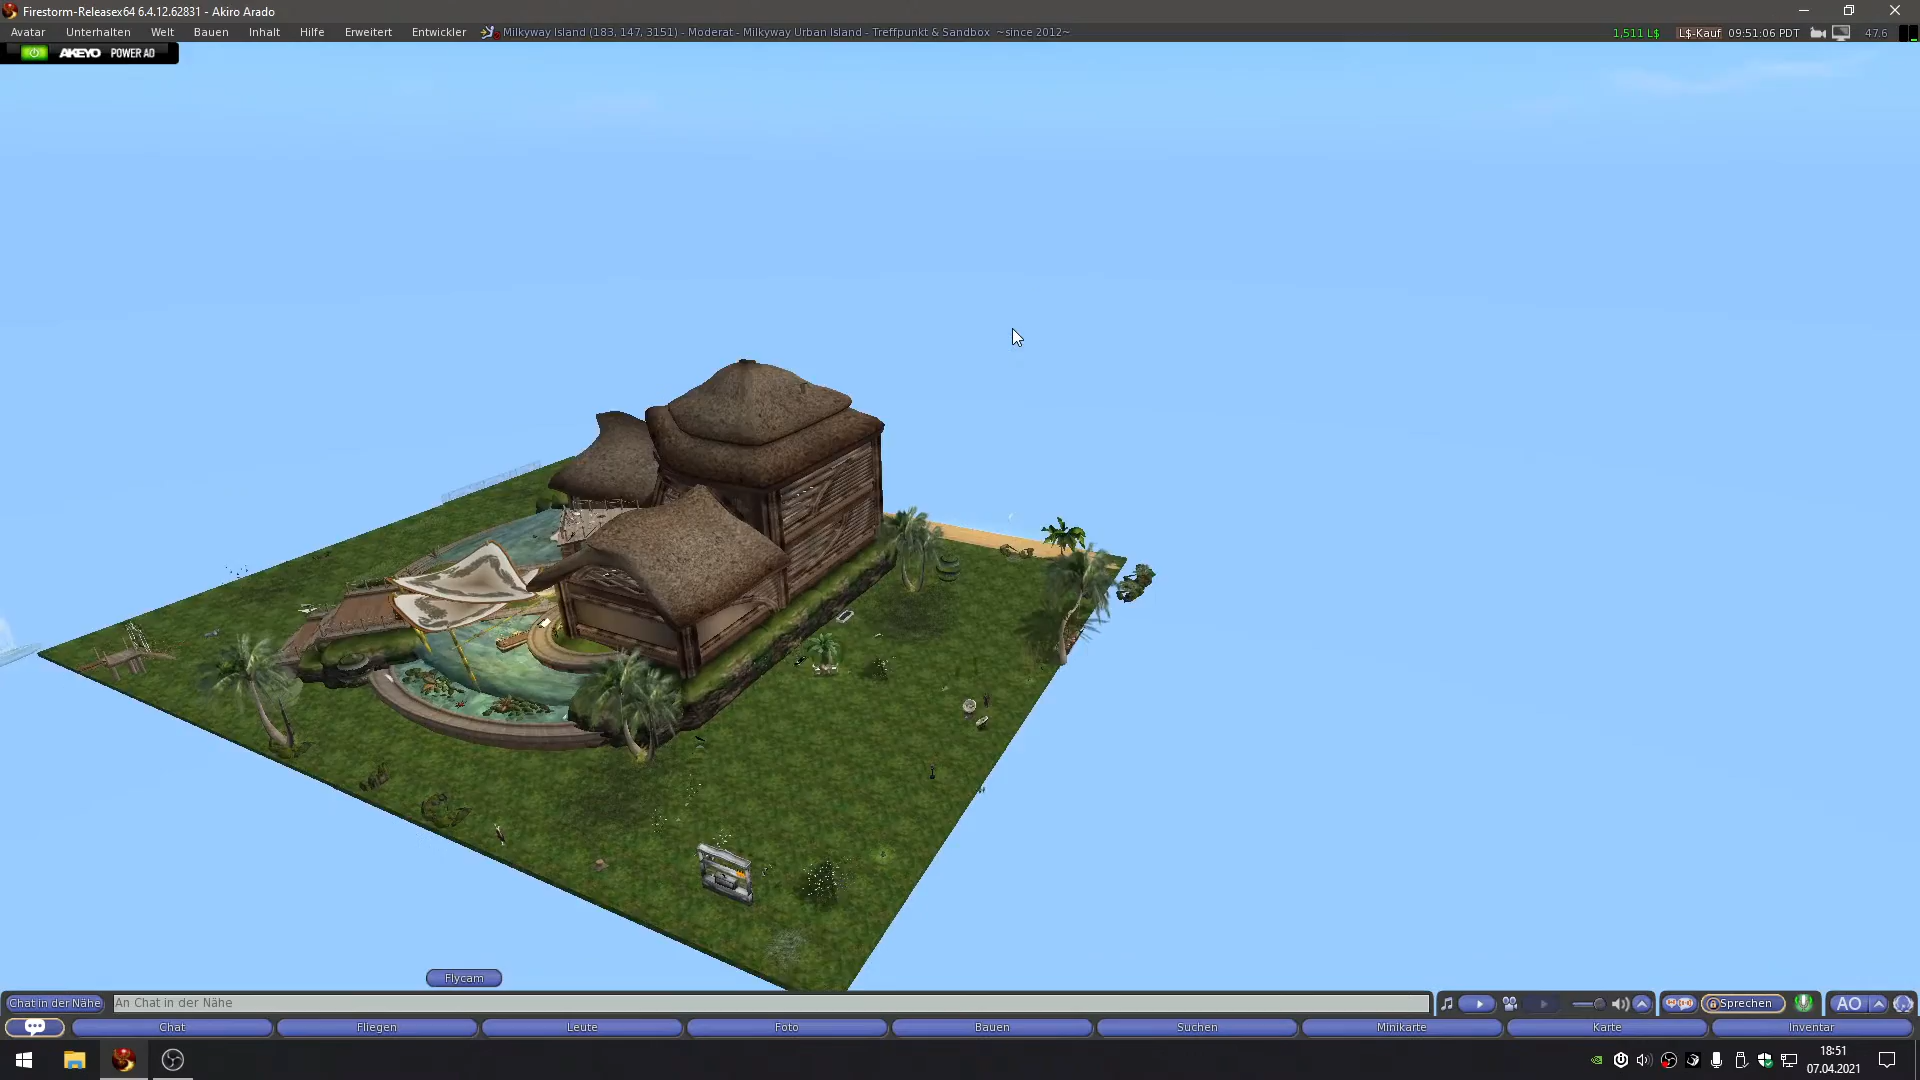 Firestorm-Releasex64 6.4.12.62831 - Akiro Arado
Avatar Unterhalten Welt Bauen Inhalt Hilfe Erweitert Entwickler Milkyway Island (183, 147, 3151) - Moderat - Milkyway Urban Island - Treffpunkt & Sandbox ~since 2012~ 1,511 L$ L$-Kauf 09:51:06 PDT 47.6
AKEYO POWER AO
Flycam
Chat in der Nähe An Chat in der Nähe Sprechen AO
Chat Fliegen Leute Foto Bauen Suchen Minikarte Karte Inventar
18:51
07.04.2021